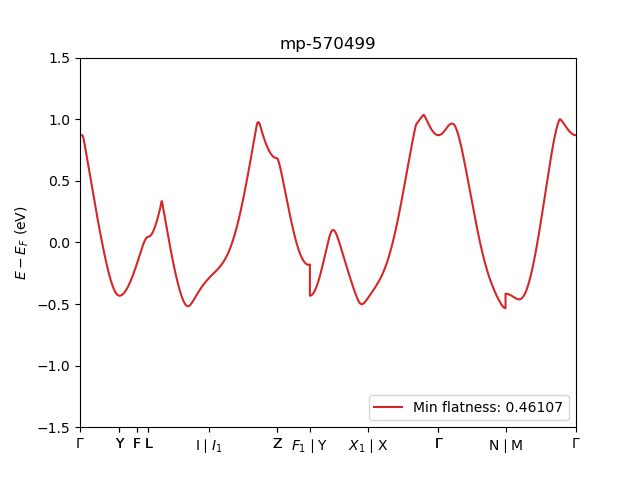 mp-570499
1.5
1.0
0.5
0.0
−0.5
−1.0
−1.5
E − E_F (eV)
Min flatness: 0.46107
Γ Y F L I | I₁ Z F₁ | Y X₁ | X Γ N | M Γ